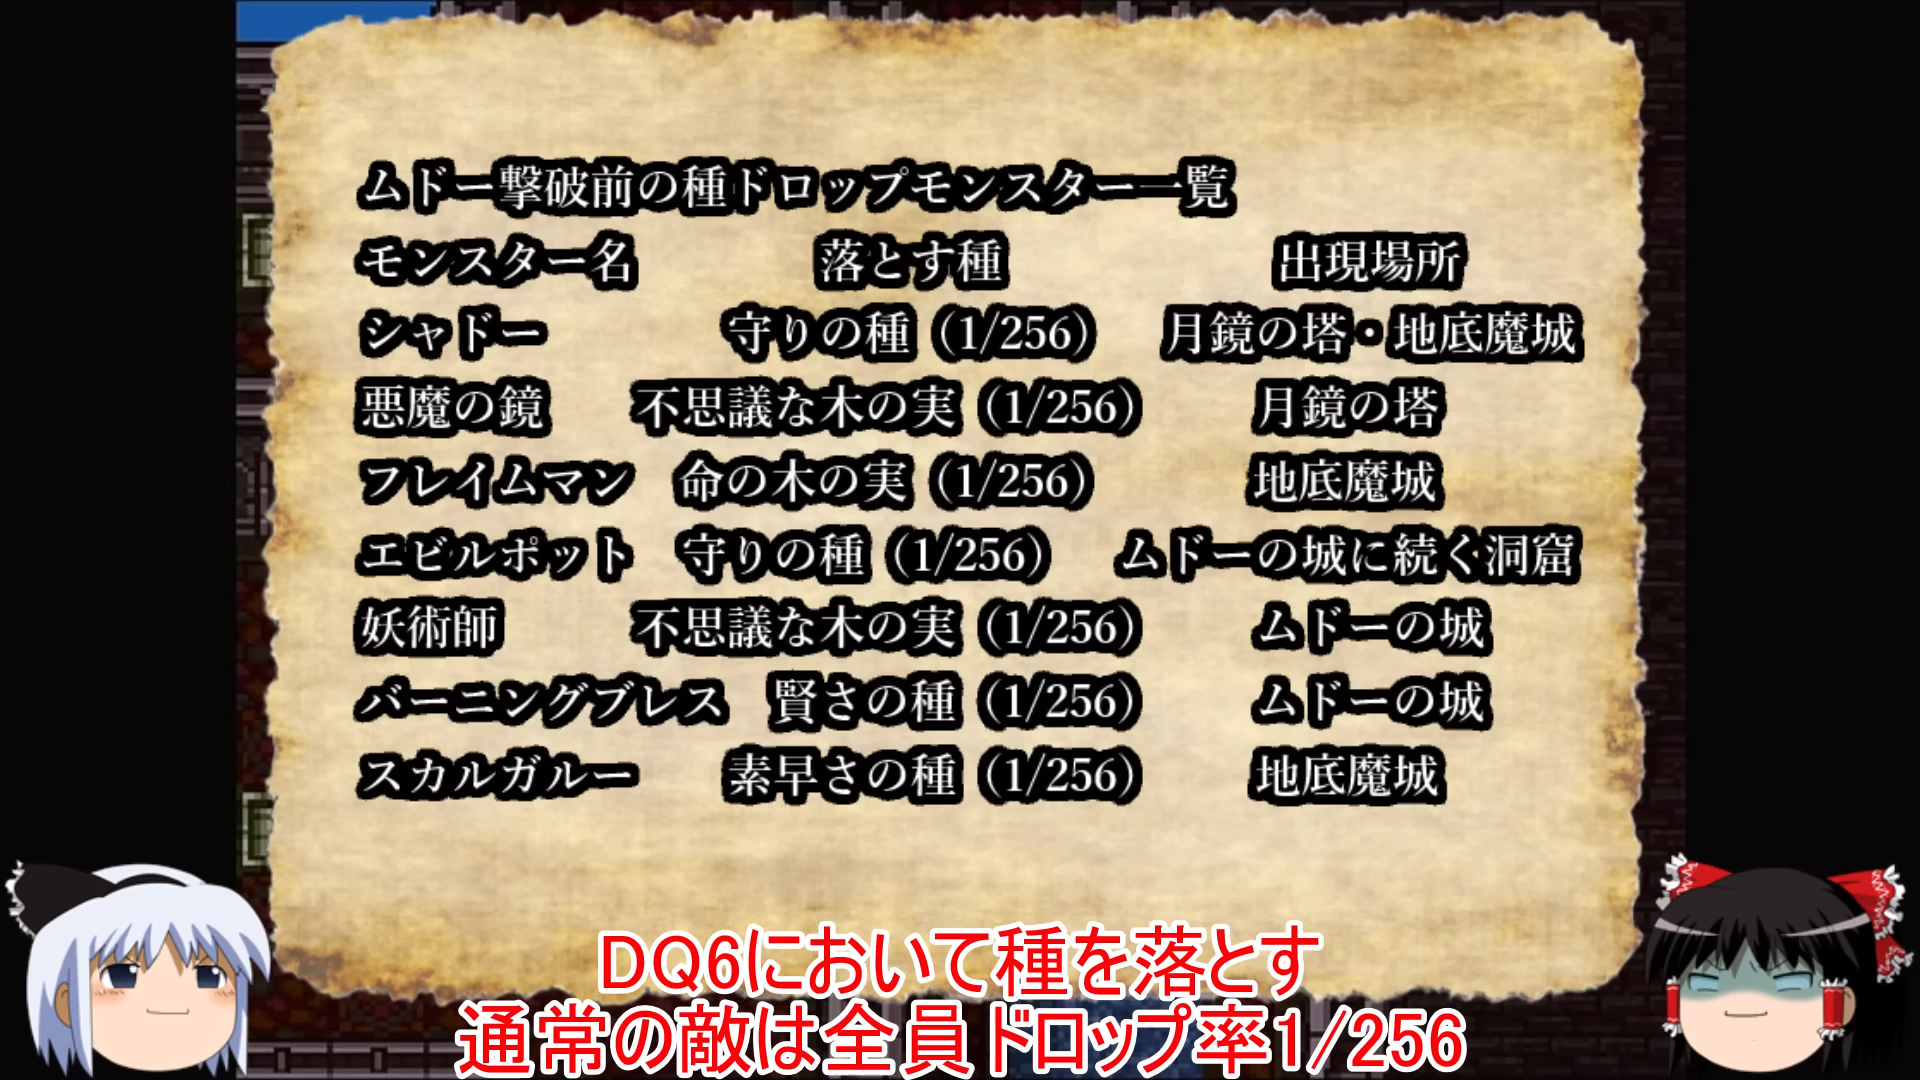 ムドー撃破前の種ドロップモンスター一覧
モンスター名　落とす種　出現場所
シャドー　守りの種（1/256）　月鏡の塔・地底魔城
悪魔の鏡　不思議な木の実（1/256）　月鏡の塔
フレイムマン　命の木の実（1/256）　地底魔城
エビルポット　守りの種（1/256）　ムドーの城に続く洞窟
妖術師　不思議な木の実（1/256）　ムドーの城
バーニングブレス　賢さの種（1/256）　ムドーの城
スカルガルー　素早さの種（1/256）　地底魔城
DQ6において種を落とす
通常の敵は全員ドロップ率1/256